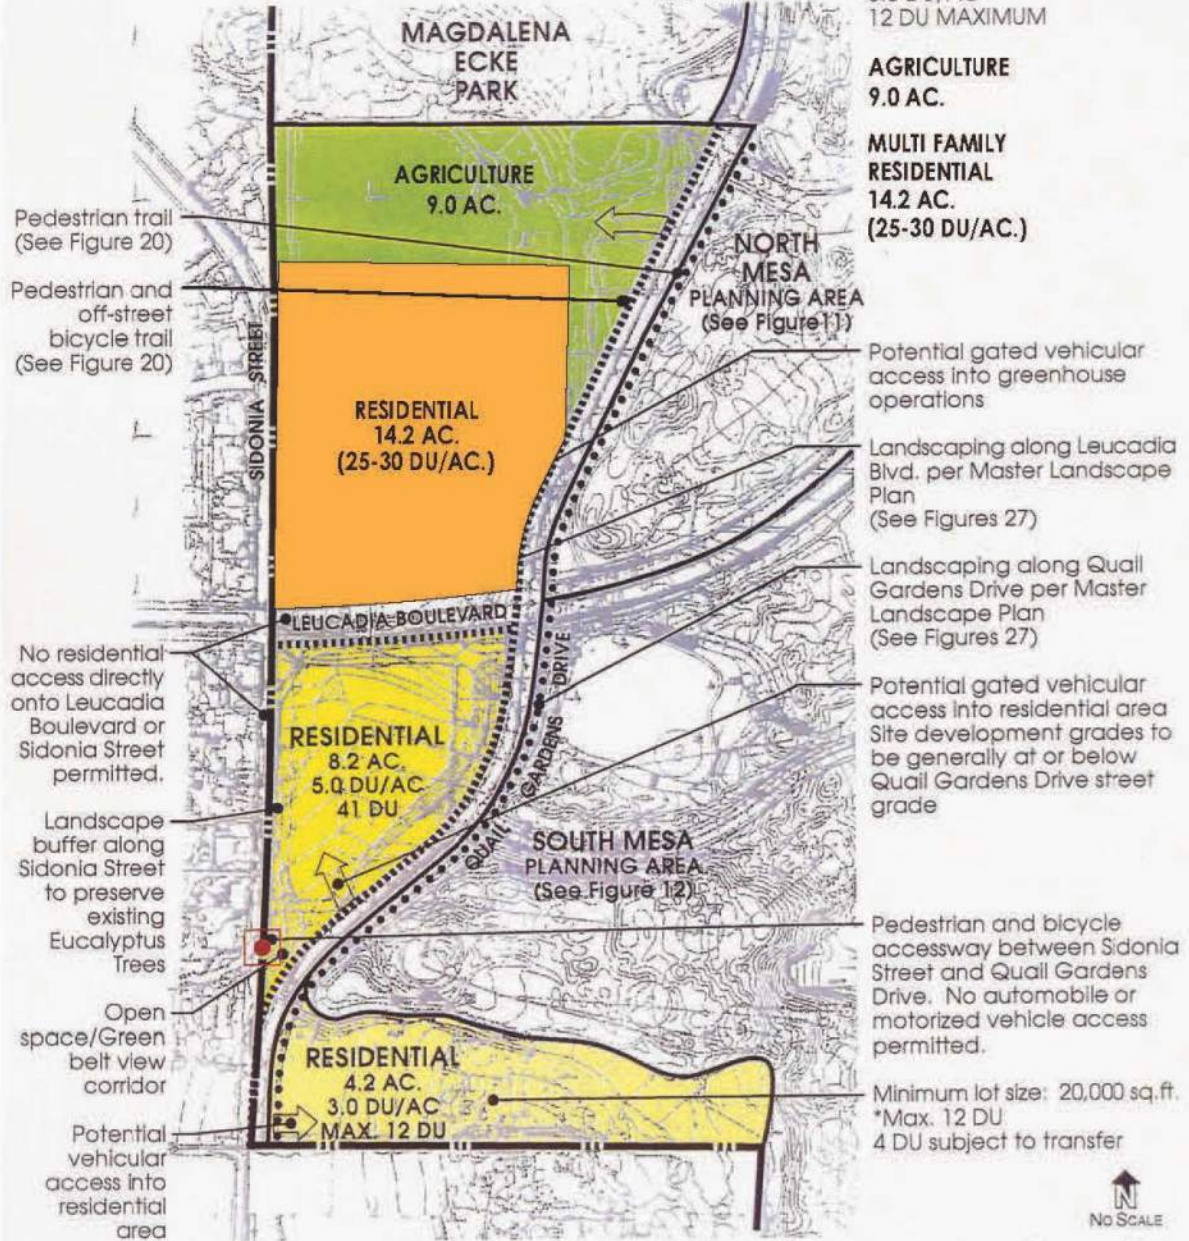 12 DU MAXIMUM
AGRICULTURE
9.0 AC.
MULTI FAMILY
RESIDENTIAL
14.2 AC.
(25-30 DU/AC.)
MAGDALENA
ECKE
PARK
AGRICULTURE
9.0 AC.
Pedestrian trail
(See Figure 20)
Pedestrian and
off-street
bicycle trail
(See Figure 20)
NORTH
MESA
PLANNING AREA
(See Figure11)
SIDONIA STREET
RESIDENTIAL
14.2 AC.
(25-30 DU/AC.)
Potential gated vehicular
access into greenhouse
operations
Landscaping along Leucadia
Blvd. per Master Landscape
Plan
(See Figures 27)
Landscaping along Quail
Gardens Drive per Master
Landscape Plan
(See Figures 27)
LEUCADIA BOULEVARD
No residential
access directly
onto Leucadia
Boulevard or
Sidonia Street
permitted.
QUAIL GARDENS DRIVE
Potential gated vehicular
access into residential area
Site development grades to
be generally at or below
Quail Gardens Drive street
grade
RESIDENTIAL
8.2 AC.
5.0 DU/AC
41 DU
Landscape
buffer along
Sidonia Street
to preserve
existing
Eucalyptus
Trees
SOUTH MESA
PLANNING AREA
(See Figure 12)
Pedestrian and bicycle
accessway between Sidonia
Street and Quail Gardens
Drive. No automobile or
motorized vehicle access
permitted.
Open
space/Green
belt view
corridor
RESIDENTIAL
4.2 AC.
3.0 DU/AC
MAX. 12 DU
Minimum lot size: 20,000 sq.ft.
*Max. 12 DU
4 DU subject to transfer
Potential
vehicular
access into
residential
area
N
NO SCALE